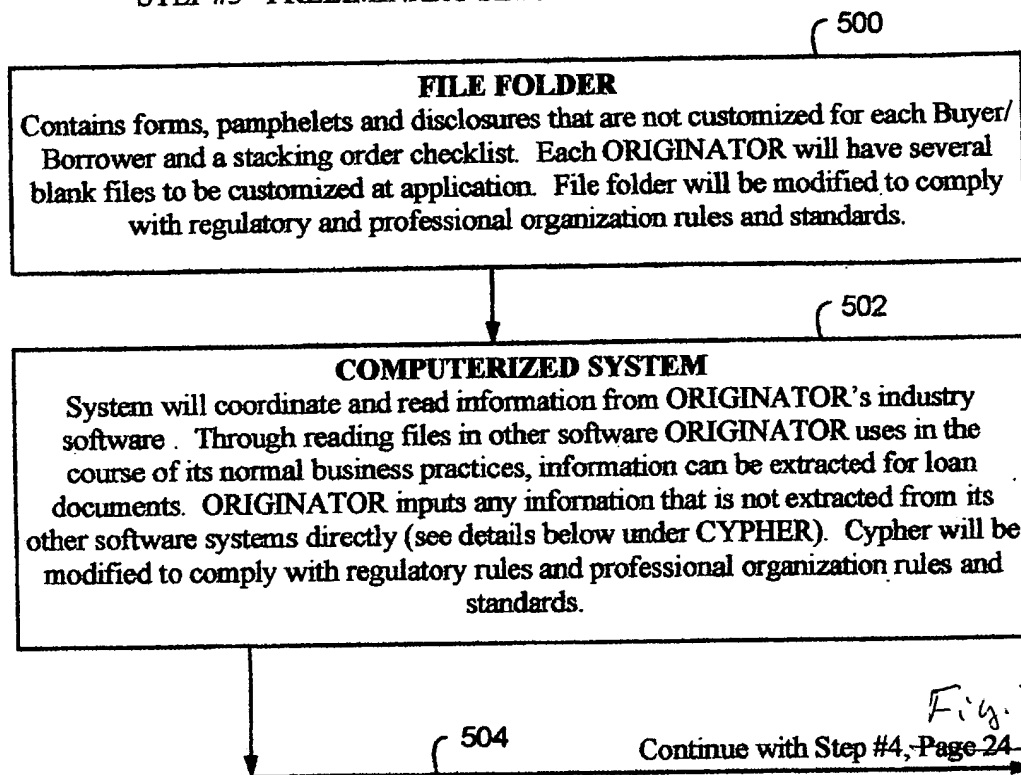 500
FILE FOLDER
Contains forms, pamphelets and disclosures that are not customized for each Buyer/
Borrower and a stacking order checklist. Each ORIGINATOR will have several
blank files to be customized at application. File folder will be modified to comply
with regulatory and professional organization rules and standards.
502
COMPUTERIZED SYSTEM
System will coordinate and read information from ORIGINATOR's industry
software . Through reading files in other software ORIGINATOR uses in the
course of its normal business practices, information can be extracted for loan
documents. ORIGINATOR inputs any information that is not extracted from its
other software systems directly (see details below under CYPHER). Cypher will be
modified to comply with regulatory rules and professional organization rules and
standards.
Fig.
504
Continue with Step #4, Page 24